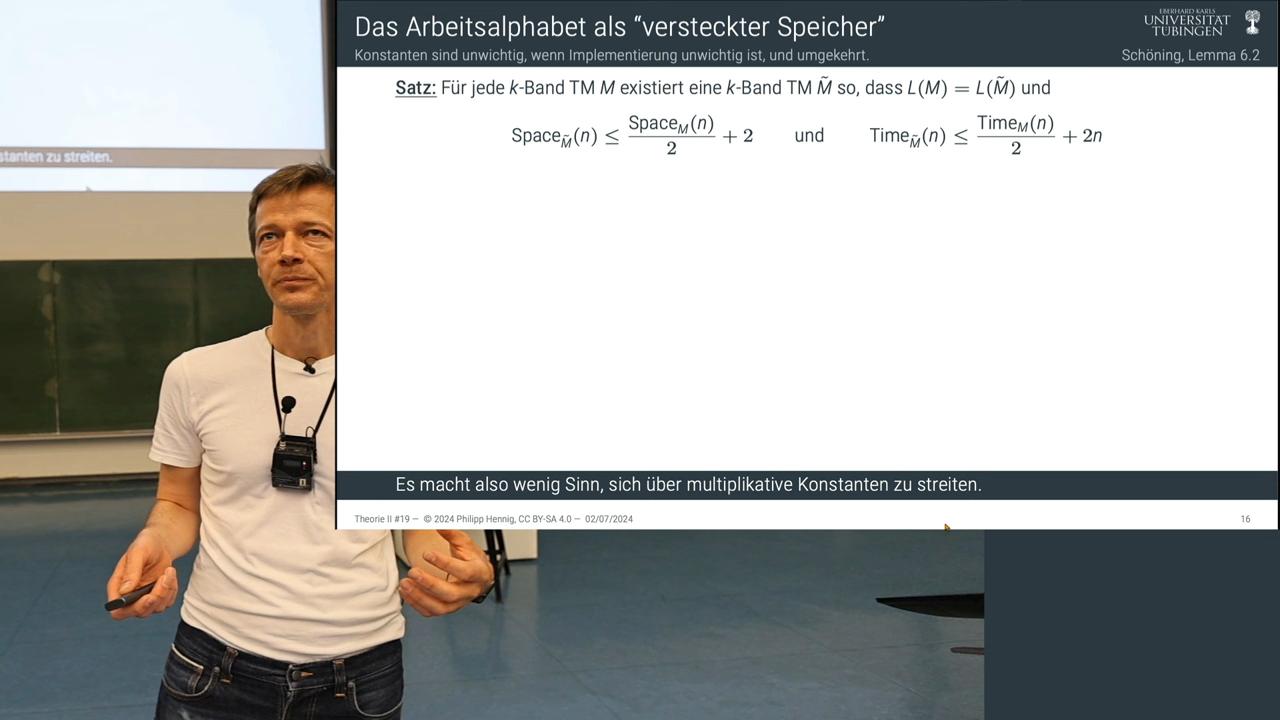 Das Arbeitsalphabet als “versteckter Speicher”
EBERHARD KARLS
UNIVERSITÄT
TÜBINGEN
Konstanten sind unwichtig, wenn Implementierung unwichtig ist, und umgekehrt.
Schöning, Lemma 6.2
Satz: Für jede k-Band TM M existiert eine k-Band TM M̃ so, dass L(M) = L(M̃) und
Space_M̃(n) ≤ Space_M(n)/2 + 2 und Time_M̃(n) ≤ Time_M(n)/2 + 2n
stanten zu streiten.
Es macht also wenig Sinn, sich über multiplikative Konstanten zu streiten.
Theorie II #19 — © 2024 Philipp Hennig, CC BY-SA 4.0 — 02/07/2024
16